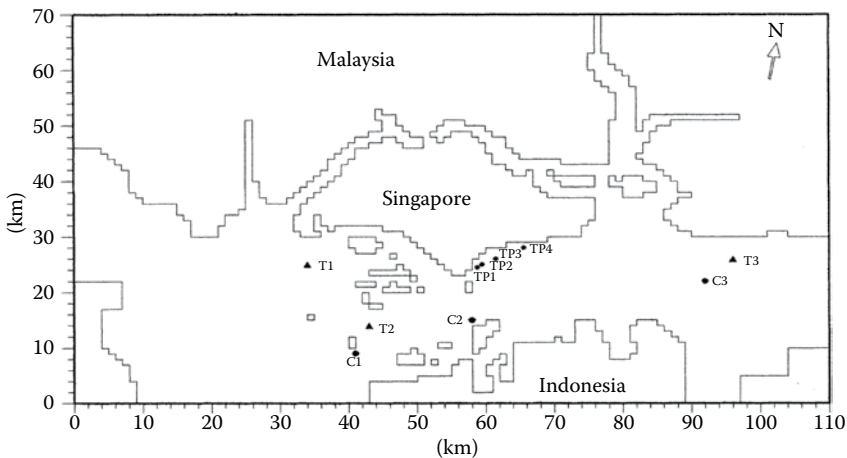 70
60
50
40
30
20
10
0
(km)
N
Malaysia
Singapore
TP4
TP3
TP2
TP1
T1
T3
C3
C2
T2
C1
Indonesia
0 10 20 30 40 50 60 70 80 90 100 110
(km)